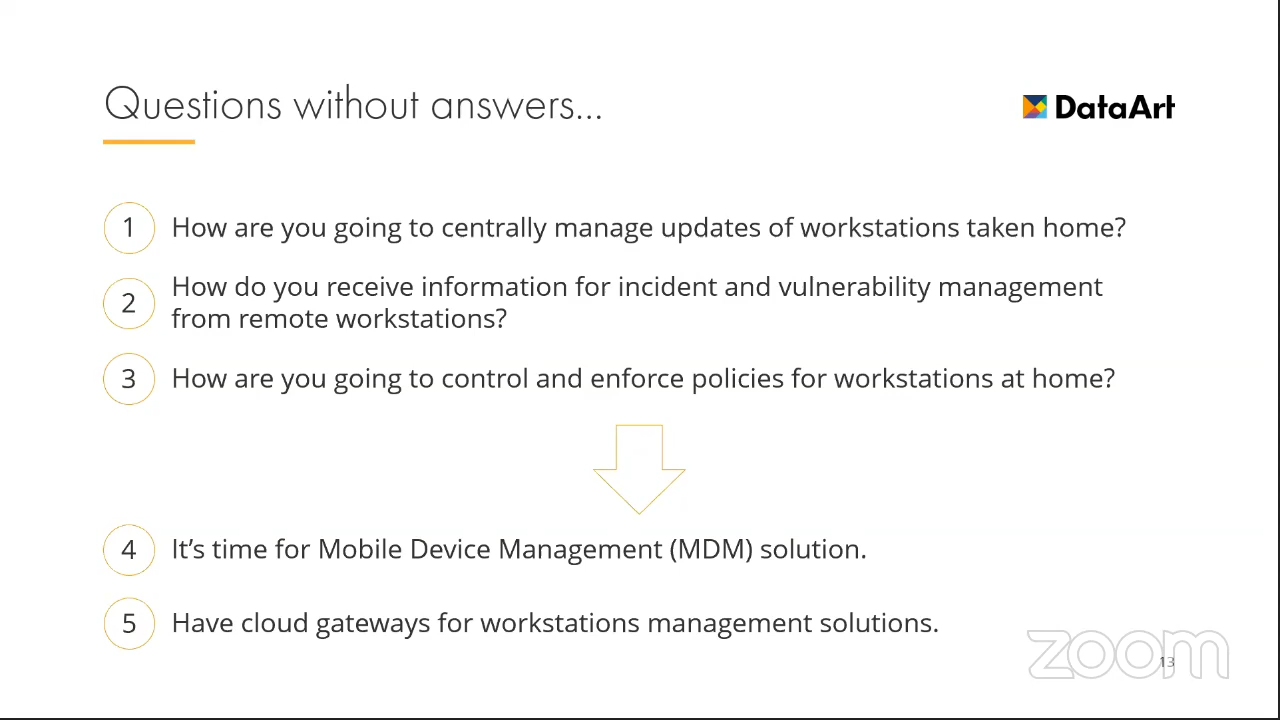 Questions without answers...
DataArt
1 How are you going to centrally manage updates of workstations taken home?
2 How do you receive information for incident and vulnerability management
from remote workstations?
3 How are you going to control and enforce policies for workstations at home?
4 It’s time for Mobile Device Management (MDM) solution.
5 Have cloud gateways for workstations management solutions.
zoom
13